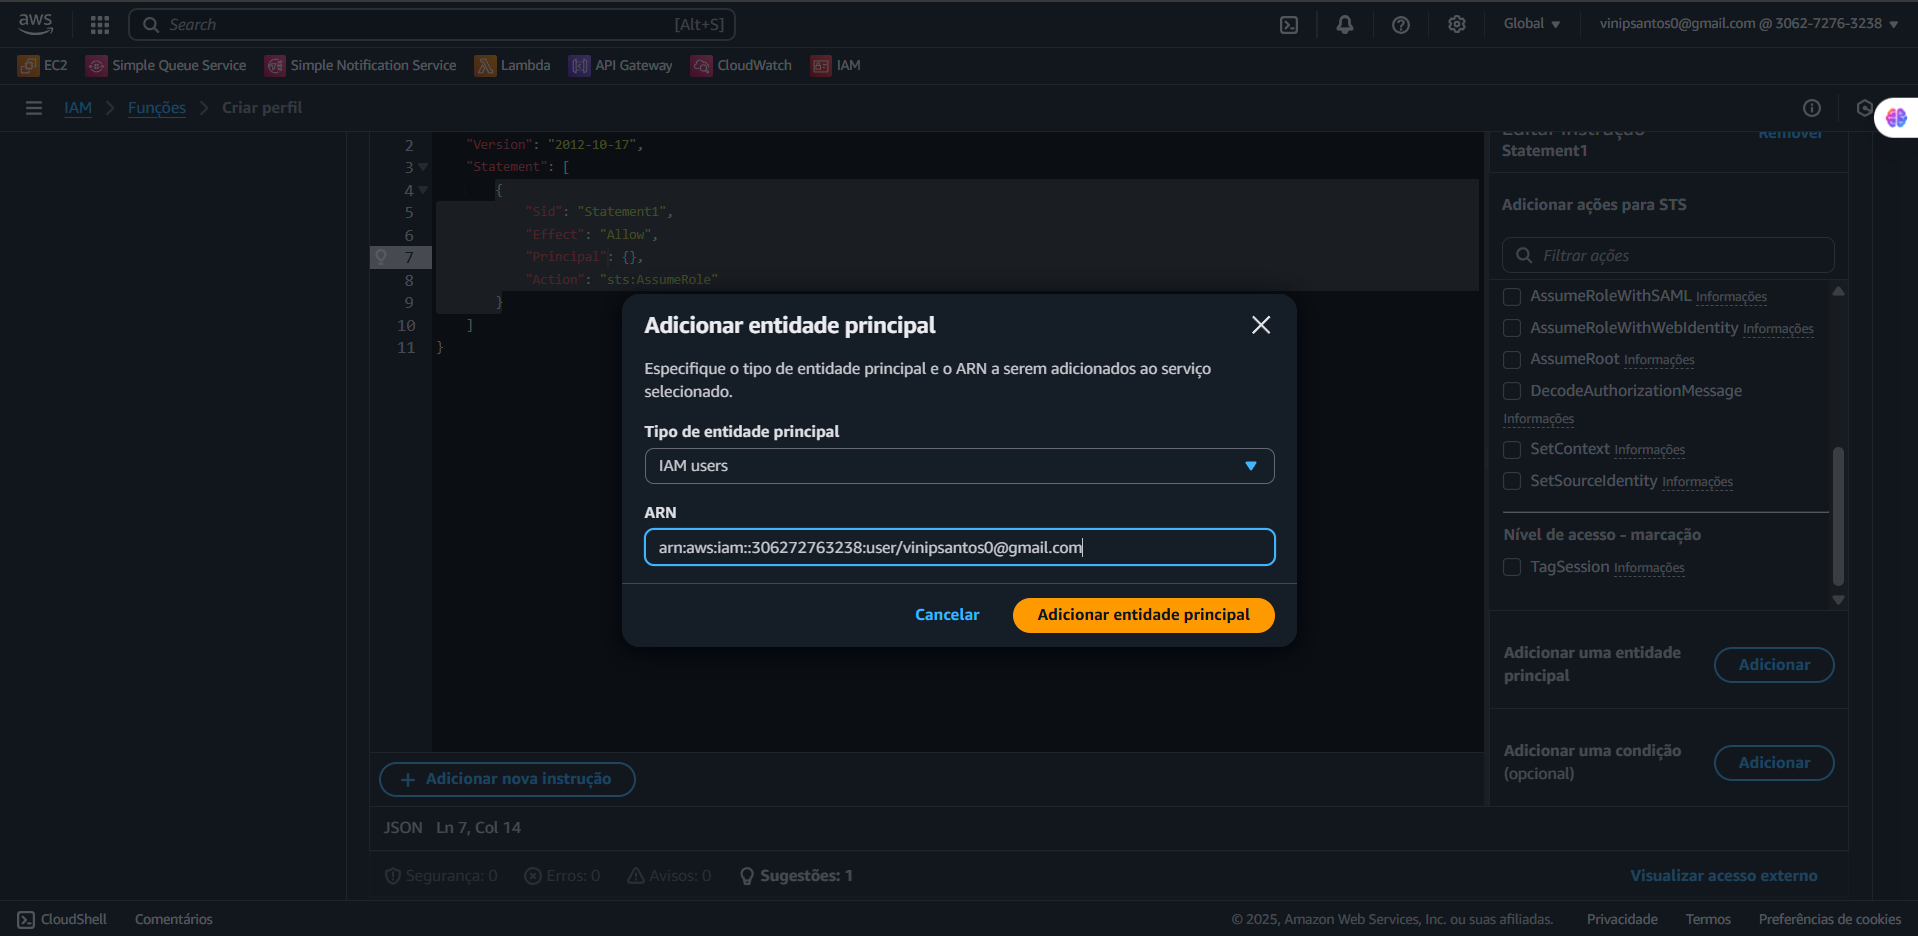 aws
Search
[Alt+S]
Global
vinipsantos0@gmail.com @ 3062-7276-3238
EC2
Simple Queue Service
Simple Notification Service
Lambda
API Gateway
CloudWatch
IAM
IAM
Funções
Criar perfil
2 "Version": "2012-10-17",
3 "Statement": [
4 {
5 "Sid": "Statement1",
6 "Effect": "Allow",
7 "Principal": {},
8 "Action": "sts:AssumeRole"
9 }
10 ]
11 }
Editar instrução
Statement1
Remover
Adicionar ações para STS
Filtrar ações
AssumeRoleWithSAML Informações
AssumeRoleWithWebIdentity Informações
AssumeRoot Informações
DecodeAuthorizationMessage
Informações
SetContext Informações
SetSourceIdentity Informações
Nível de acesso - marcação
TagSession Informações
Adicionar uma entidade
principal
Adicionar
Adicionar uma condição
(opcional)
Adicionar
Adicionar entidade principal
Especifique o tipo de entidade principal e o ARN a serem adicionados ao serviço
selecionado.
Tipo de entidade principal
IAM users
ARN
arn:aws:iam::306272763238:user/vinipsantos0@gmail.com
Cancelar
Adicionar entidade principal
+ Adicionar nova instrução
JSON Ln 7, Col 14
Segurança: 0
Erros: 0
Avisos: 0
Sugestões: 1
Visualizar acesso externo
CloudShell
Comentários
© 2025, Amazon Web Services, Inc. ou suas afiliadas.
Privacidade
Termos
Preferências de cookies